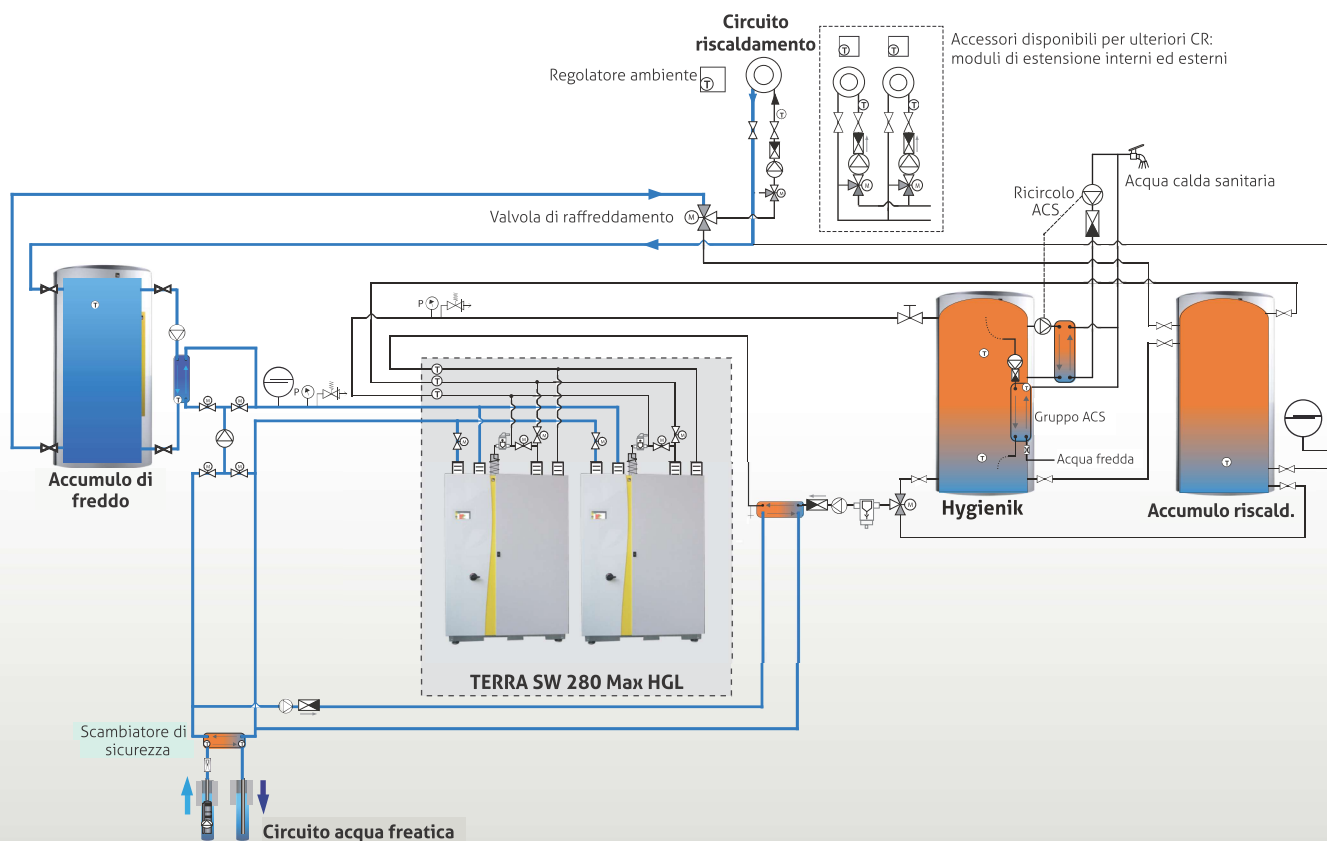 Circuito
riscaldamento
Accessori disponibili per ulteriori CR:
moduli di estensione interni ed esterni
Regolatore ambiente
T
T
T
T
T
T
M
M
M
Ricircolo
ACS
Acqua calda sanitaria
Valvola di raffreddamento
M
T
P
T
T
P
T
T
T
T
Gruppo ACS
M
M
M
M
M
M
Acqua fredda
T
T
M
M
Accumulo di
freddo
Hygienik
Accumulo riscald.
M
TERRA SW 280 Max HGL
Scambiatore di
sicurezza
T
T
Circuito acqua freatica